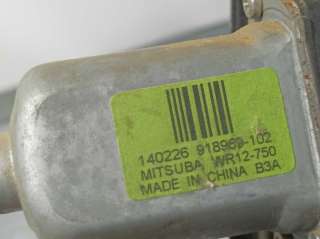 140226 918969-102
MITSUBA WR12-750
MADE IN CHINA B3A